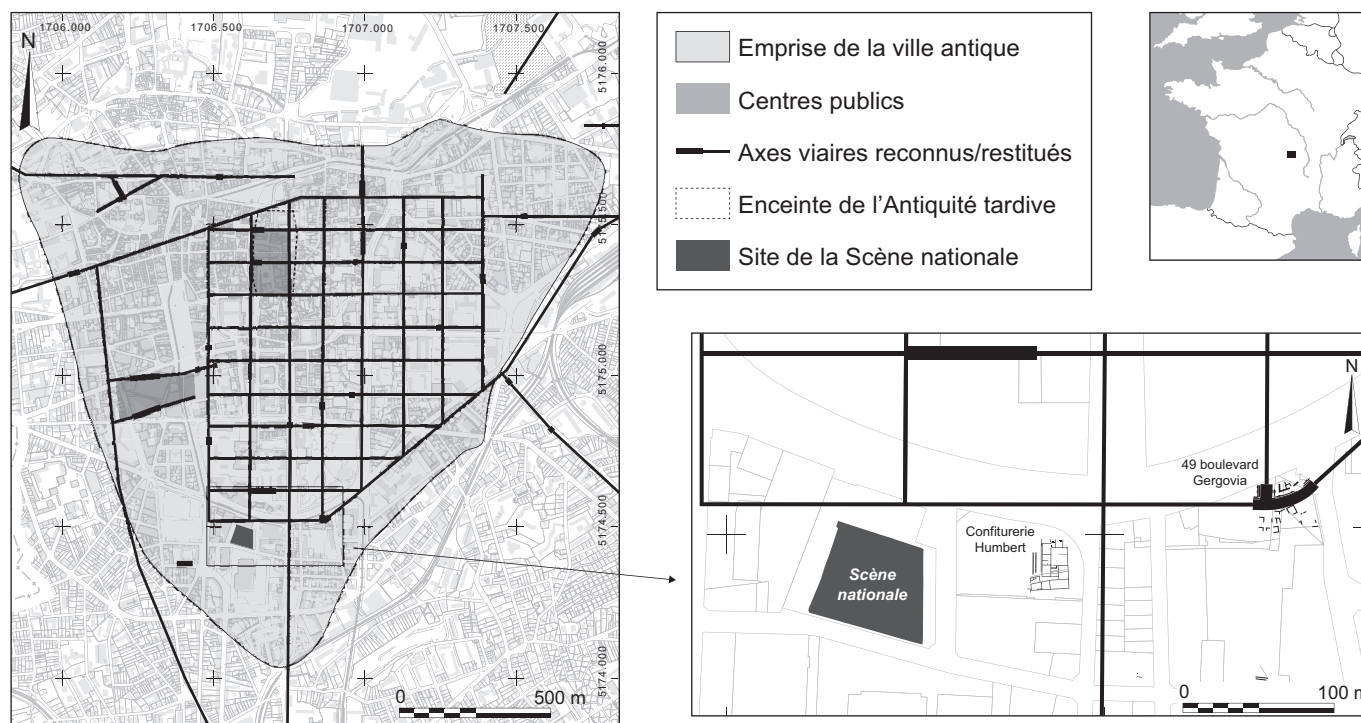 1706.000
1706.500
1707.000
1707.500
N
5176.000
5175.500
5175.000
5174.500
5174.000
0
500 m
Emprise de la ville antique
Centres publics
Axes viaires reconnus/restitués
Enceinte de l’Antiquité tardive
Site de la Scène nationale
N
49 boulevard
Gergovia
Confiturerie
Humbert
Scène
nationale
0
100 m